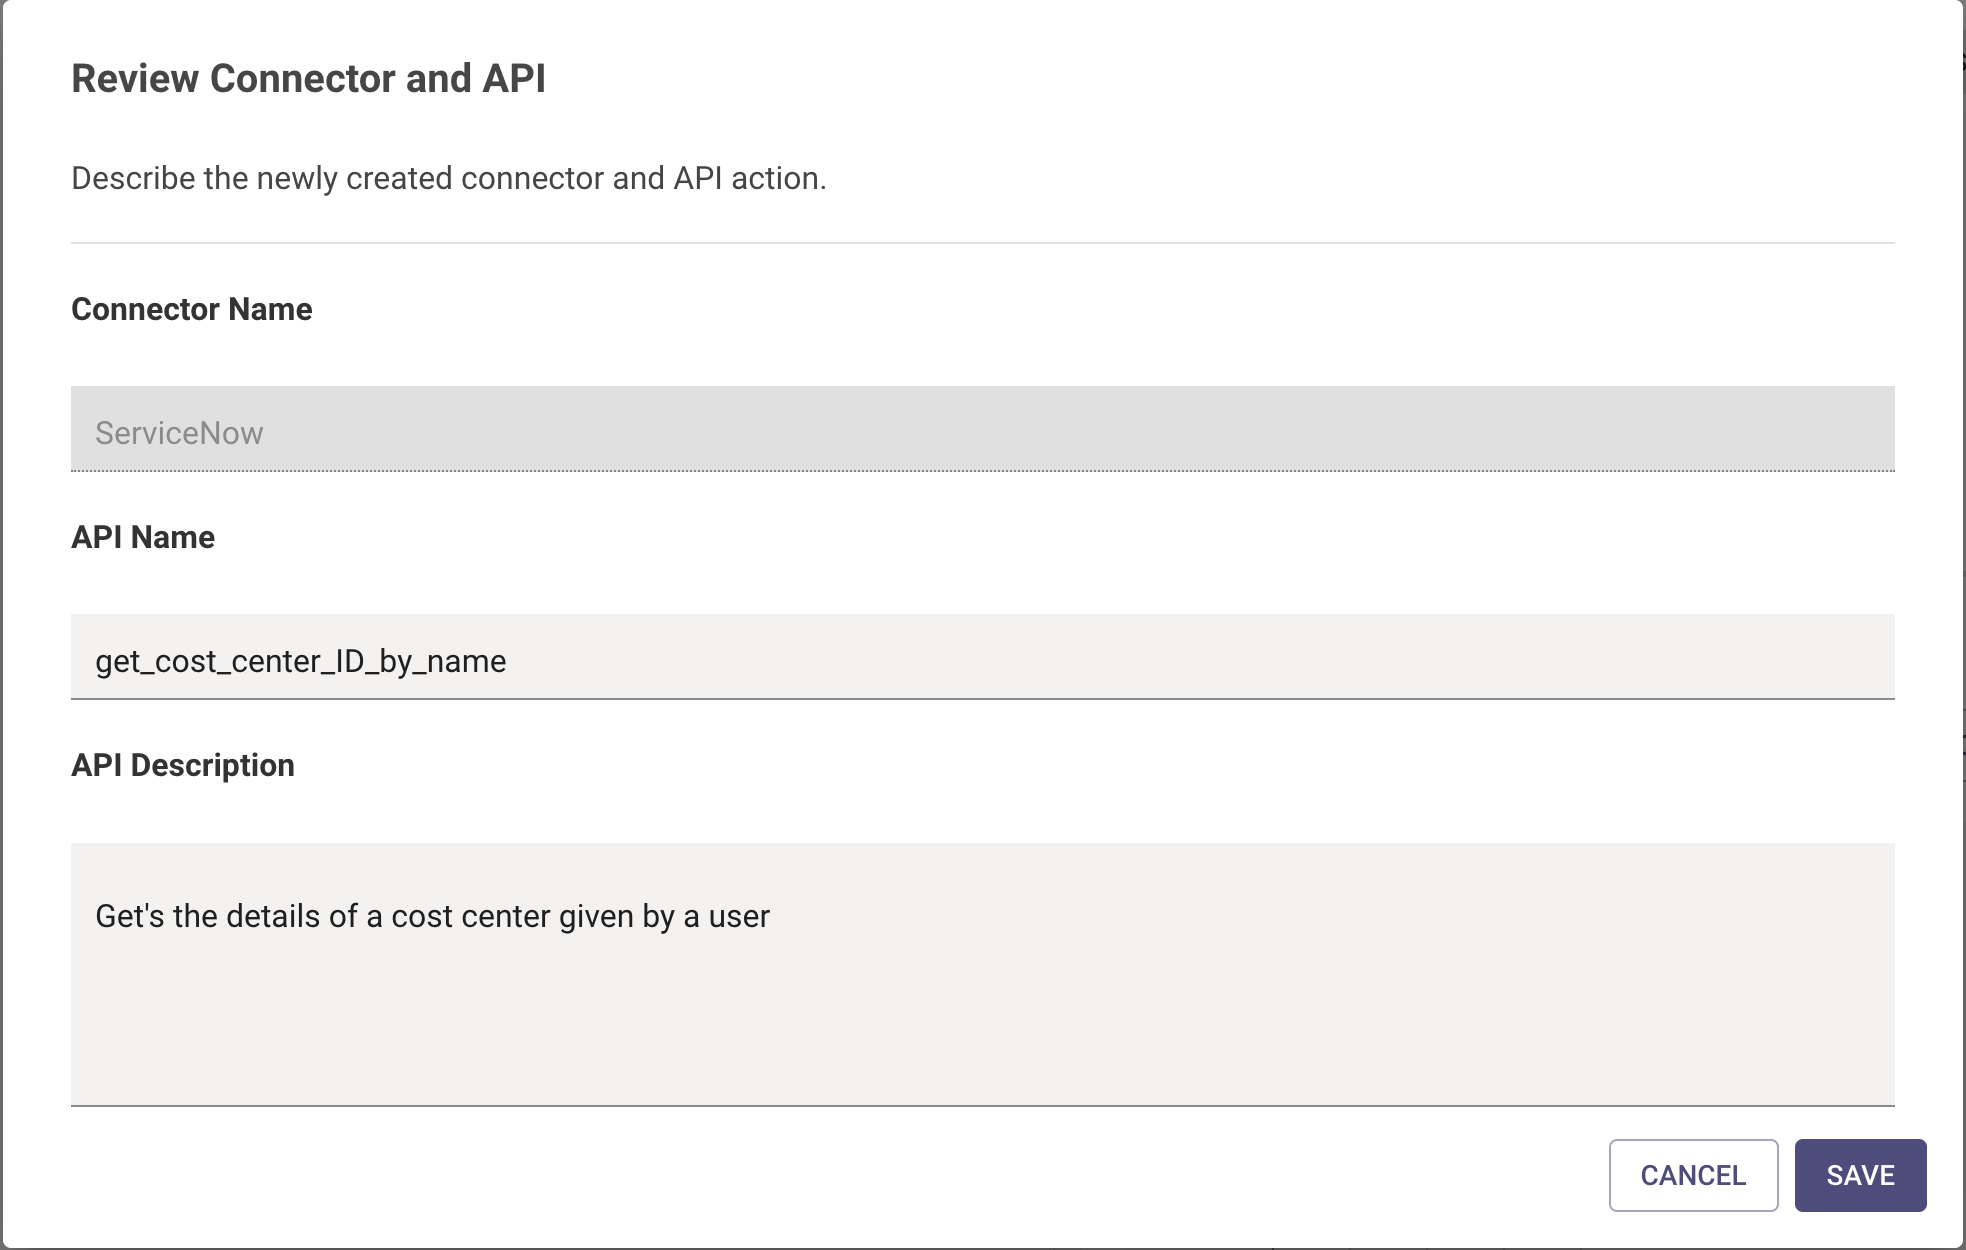 Review Connector and API
Describe the newly created connector and API action.
Connector Name
ServiceNow
API Name
get_cost_center_ID_by_name
API Description
Get's the details of a cost center given by a user
CANCEL
SAVE